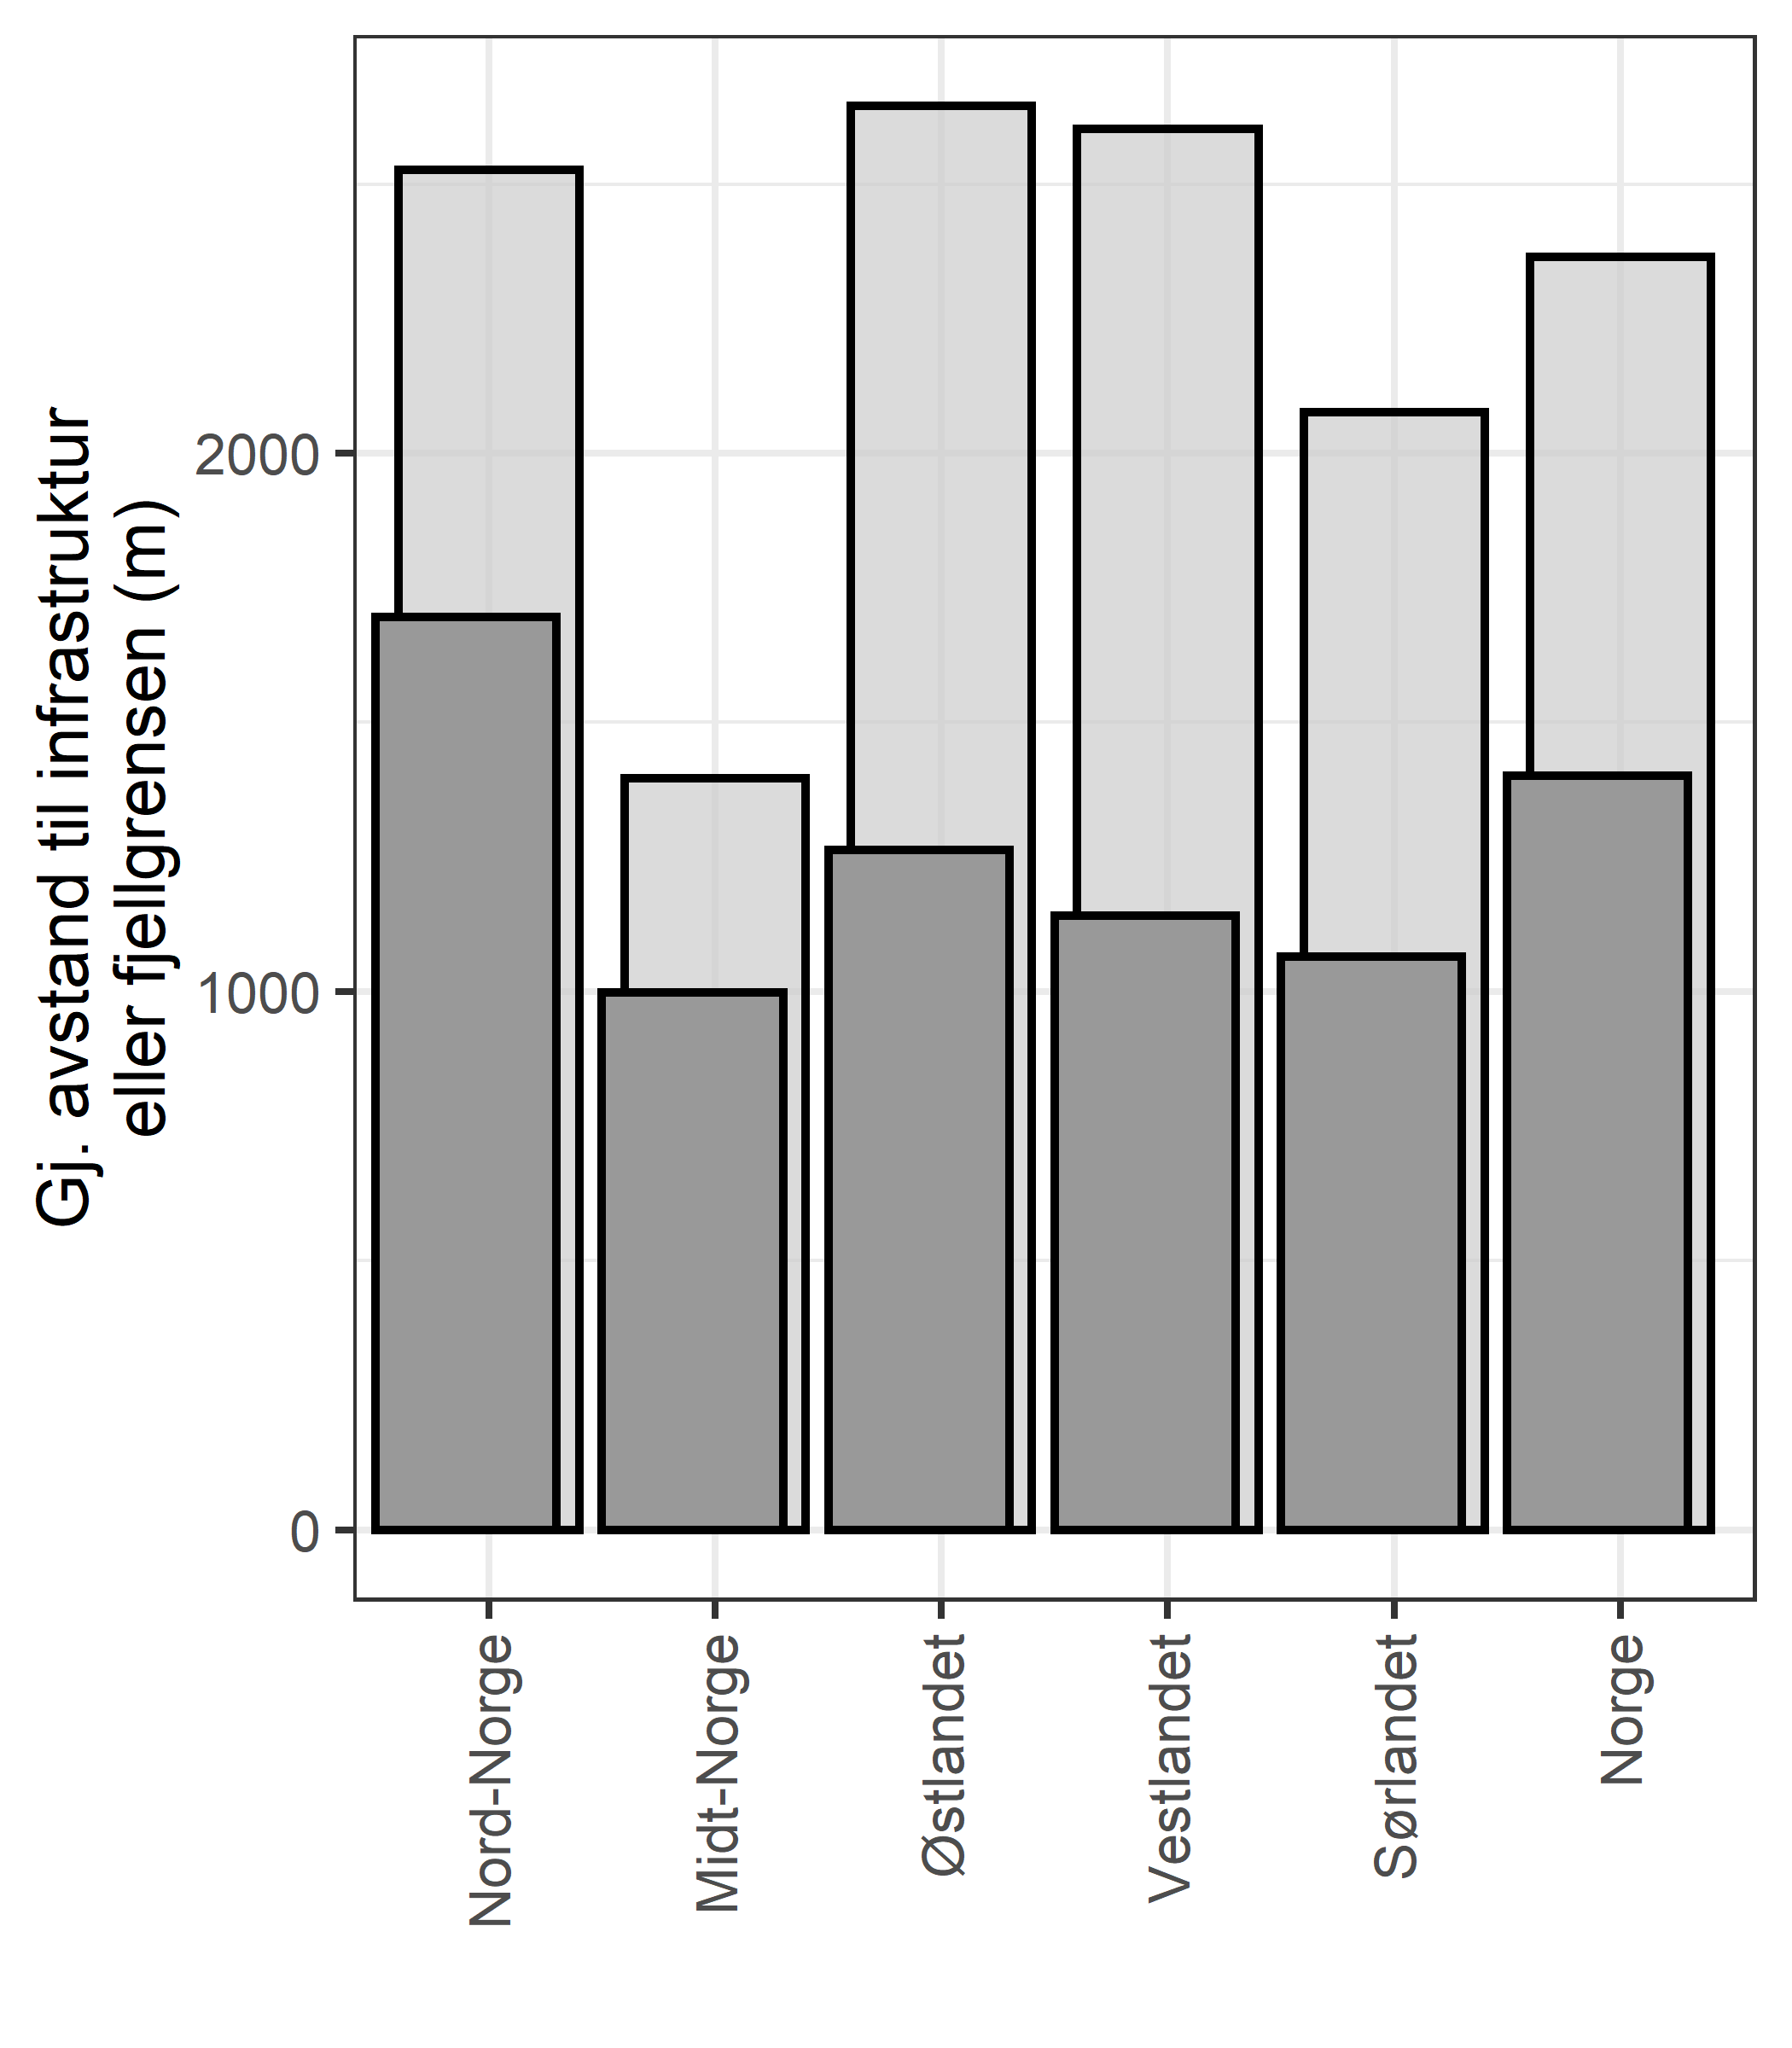 Gj. avstand til infrastruktur
eller fjellgrensen (m)
2000
1000
0
Nord-Norge
Midt-Norge
Østlandet
Vestlandet
Sørlandet
Norge